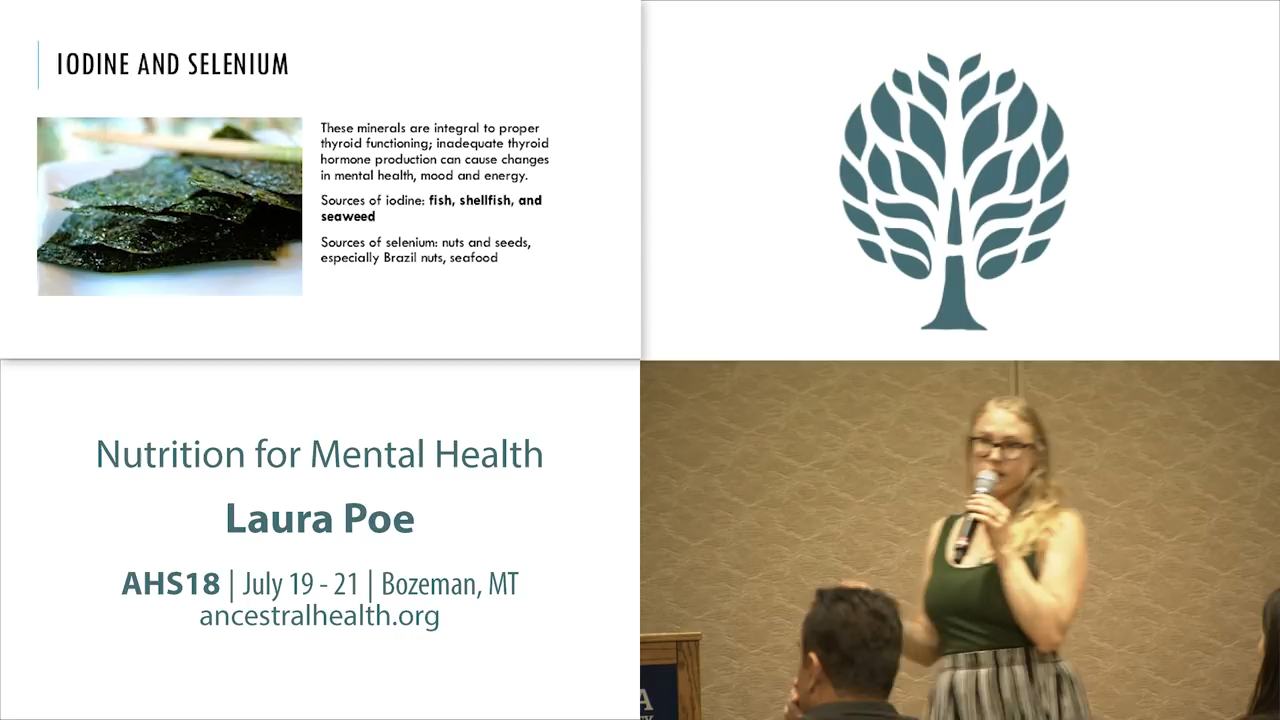 IODINE AND SELENIUM
These minerals are integral to proper
thyroid functioning; inadequate thyroid
hormone production can cause changes
in mental health, mood and energy.
Sources of iodine: fish, shellfish, and
seaweed
Sources of selenium: nuts and seeds,
especially Brazil nuts, seafood
Nutrition for Mental Health
Laura Poe
AHS18 | July 19 - 21 | Bozeman, MT
ancestralhealth.org